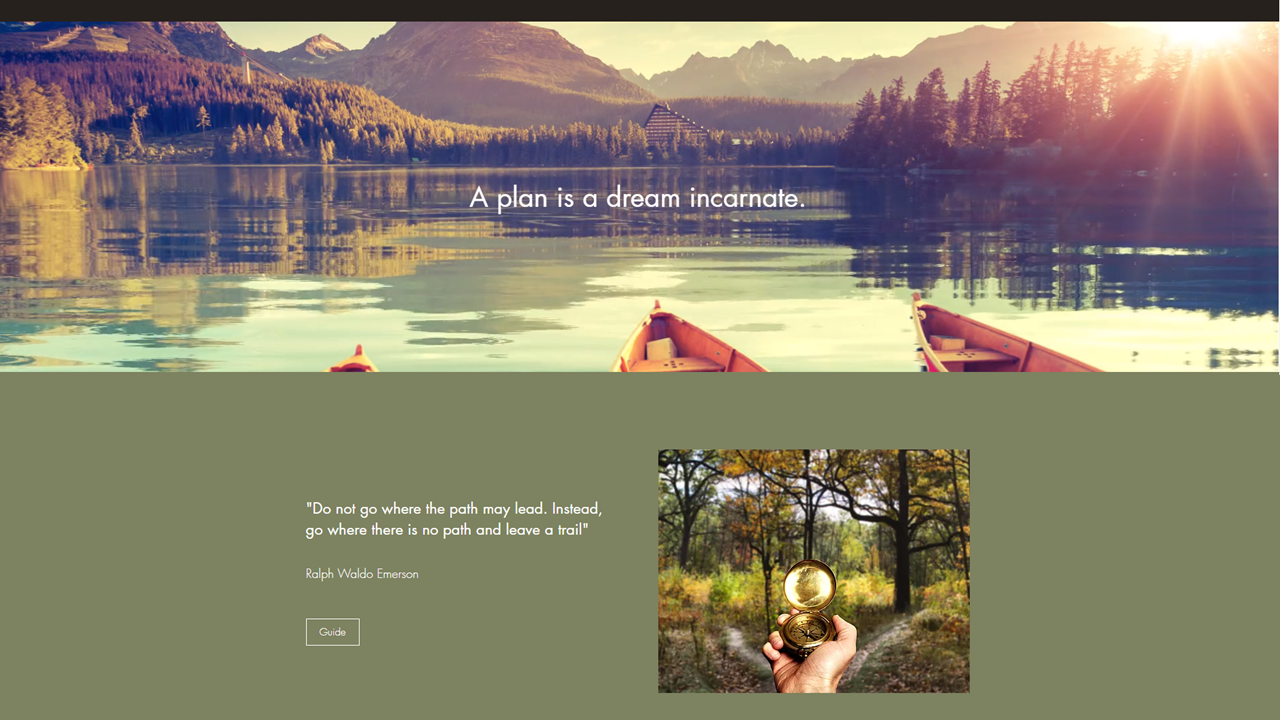 A plan is a dream incarnate.
"Do not go where the path may lead. Instead,
go where there is no path and leave a trail"
Ralph Waldo Emerson
Guide